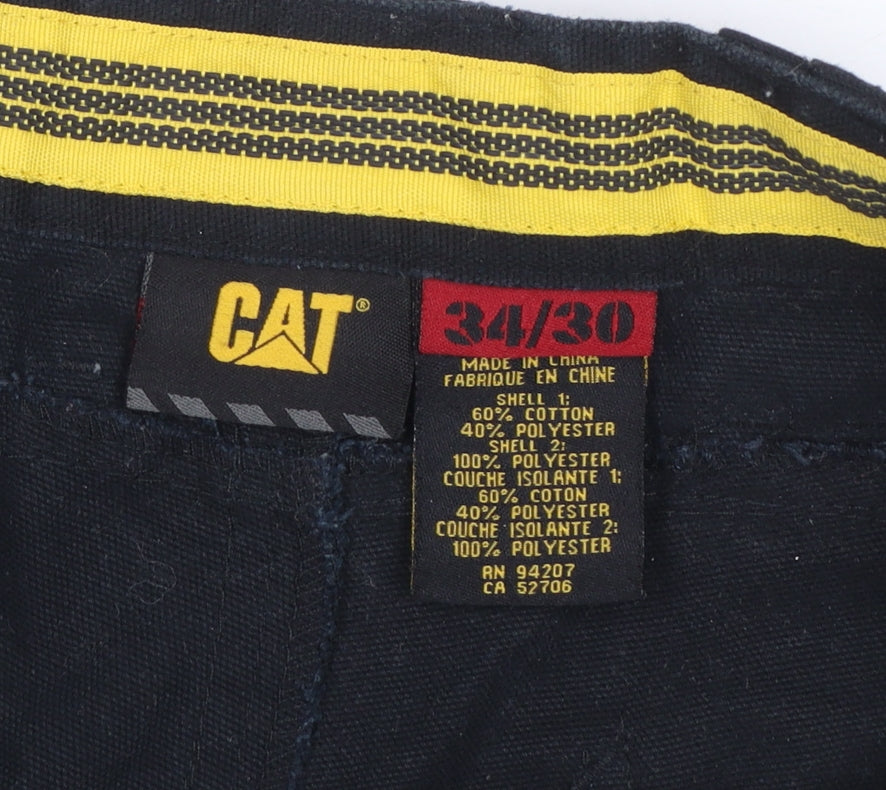 CAT®
34/30
MADE IN CHINA
FABRIQUE EN CHINE
SHELL 1:
60% COTTON
40% POLYESTER
SHELL 2:
100% POLYESTER
COUCHE ISOLANTE 1:
60% COTON
40% POLYESTER
COUCHE ISOLANTE 2:
100% POLYESTER
RN 94207
CA 52706